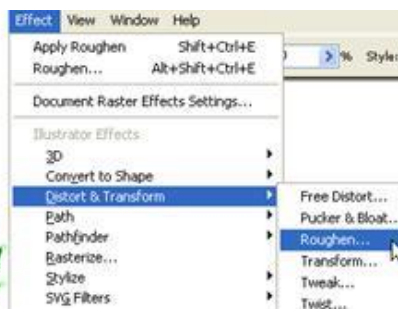 Effect View Window Help
Apply Roughen Shift+Ctrl+E
Roughen... Alt+Shift+Ctrl+E
% Style:
Document Raster Effects Settings...
Illustrator Effects
3D
Convert to Shape
Distort & Transform
Free Distort...
Path
Pucker & Bloat...
Pathfinder
Roughen...
Rasterize...
Transform...
Stylize
Tweak...
SVG Filters
Twist...